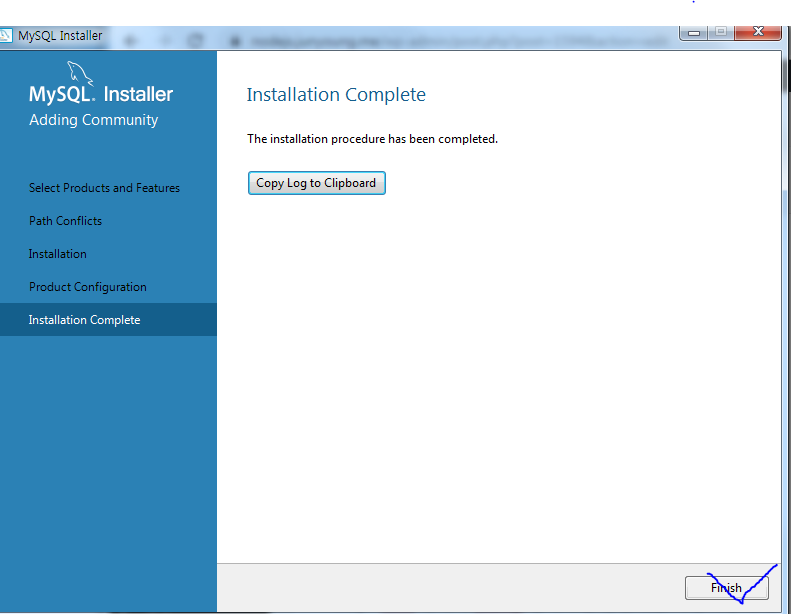 MySQL Installer
MySQL. Installer
Adding Community
Select Products and Features
Path Conflicts
Installation
Product Configuration
Installation Complete
Installation Complete
The installation procedure has been completed.
Copy Log to Clipboard
Finish